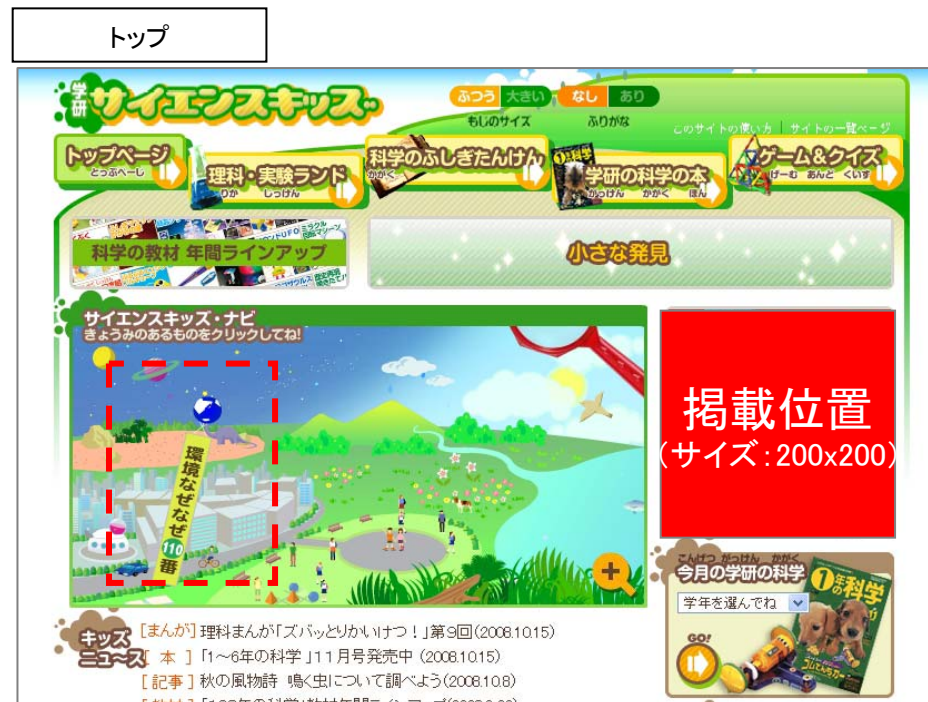 トップ
学研
サイエンスキッズ
ふつう 大きい なし あり
もじのサイズ ふりがな
このサイトの使い方 サイトの一覧ページ
トップページ
とっぷぺーじ
理科・実験ランド
りか じっけん
科学のふしぎたんけん
かがく
学研の科学の本
がっけん かがく ほん
ゲーム&クイズ
げーむ あんど くいず
科学の教材 年間ラインアップ
小さな発見
サイエンスキッズ・ナビ
きょうみのあるものをクリックしてね!
環境なぜなぜ110番
掲載位置
(サイズ:200x200)
こんげつ がっけん かがく
今月の学研の科学
1年の科学
学年を選んでね
GO!
キッズ
ニュ〜ズ
[まんが] 理科まんが「ズバッとりかいけつ!」第9回(2008.10.15)
[ 本 ] 「1〜6年の科学」11月号発売中 (2008.10.15)
[記事] 秋の風物詩 鳴く虫について調べよう(2008.10.8)